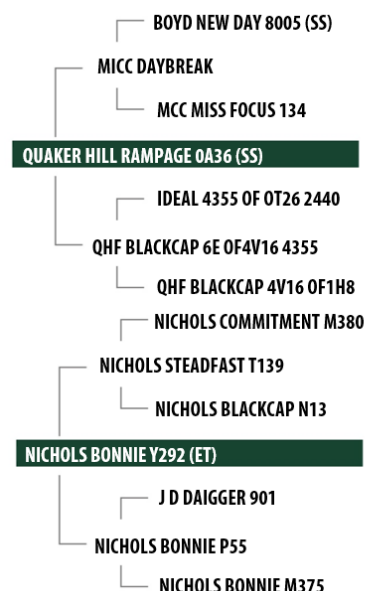 BOYD NEW DAY 8005 (SS)
MICC DAYBREAK
MCC MISS FOCUS 134
QUAKER HILL RAMPAGE 0A36 (SS)
IDEAL 4355 OF 0T26 2440
QHF BLACKCAP 6E OF4V16 4355
QHF BLACKCAP 4V16 OF1H8
NICHOLS COMMITMENT M380
NICHOLS STEADFAST T139
NICHOLS BLACKCAP N13
NICHOLS BONNIE Y292 (ET)
J D DAIGGER 901
NICHOLS BONNIE P55
NICHOLS BONNIE M375